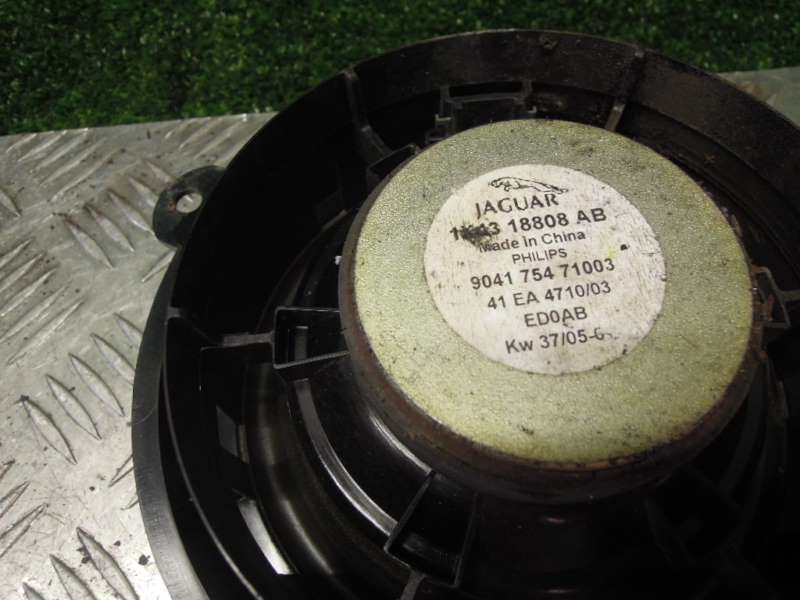 JAGUAR
18808 AB
Made In China
PHILIPS
9041 754 71003
41 EA 4710/03
ED0AB
Kw 37/05-